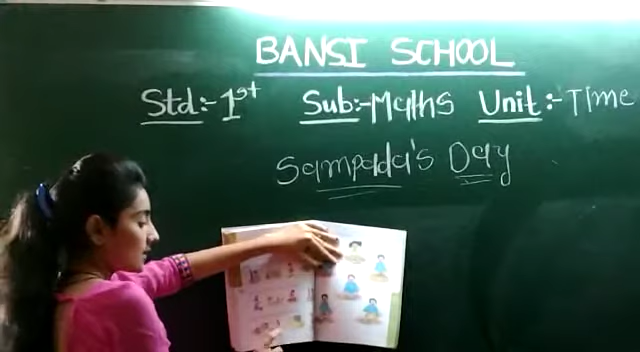 BANSI SCHOOL
Std:- 1st Sub:- Maths Unit:- Time
Sampada's Day